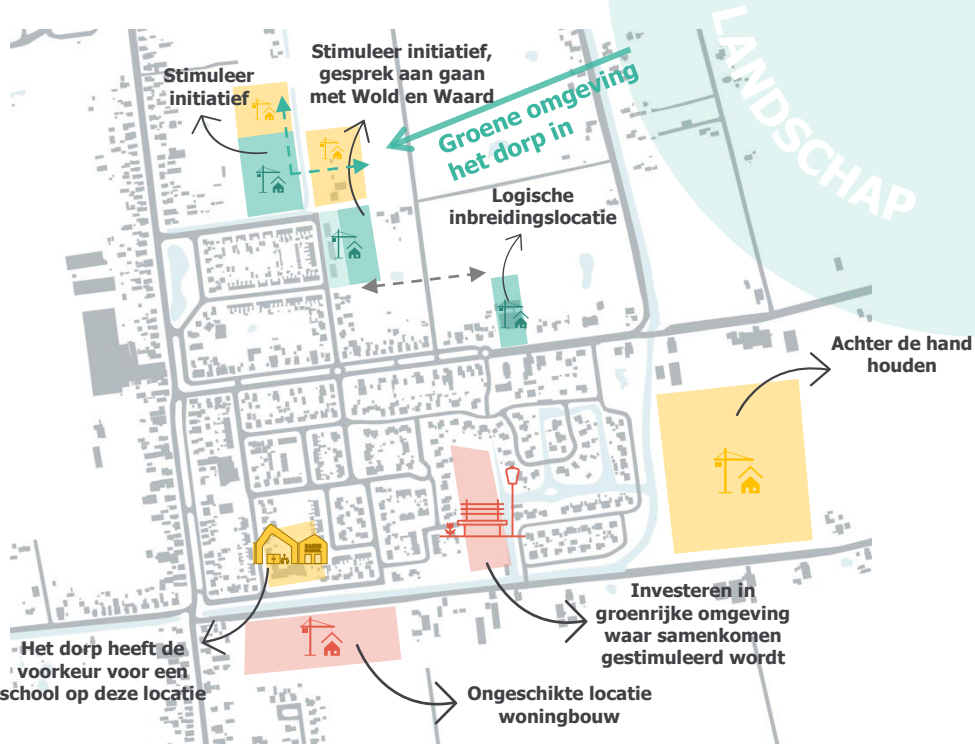 LANDSCHAP
Stimuleer
initiatief
Stimuleer initiatief,
gesprek aan gaan
met Wold en Waard
Groene omgeving
het dorp in
Logische
inbreidingslocatie
Achter de hand
houden
Investeren in
groenrijke omgeving
waar samenkomen
gestimuleerd wordt
Het dorp heeft de
voorkeur voor een
school op deze locatie
Ongeschikte locatie
woningbouw